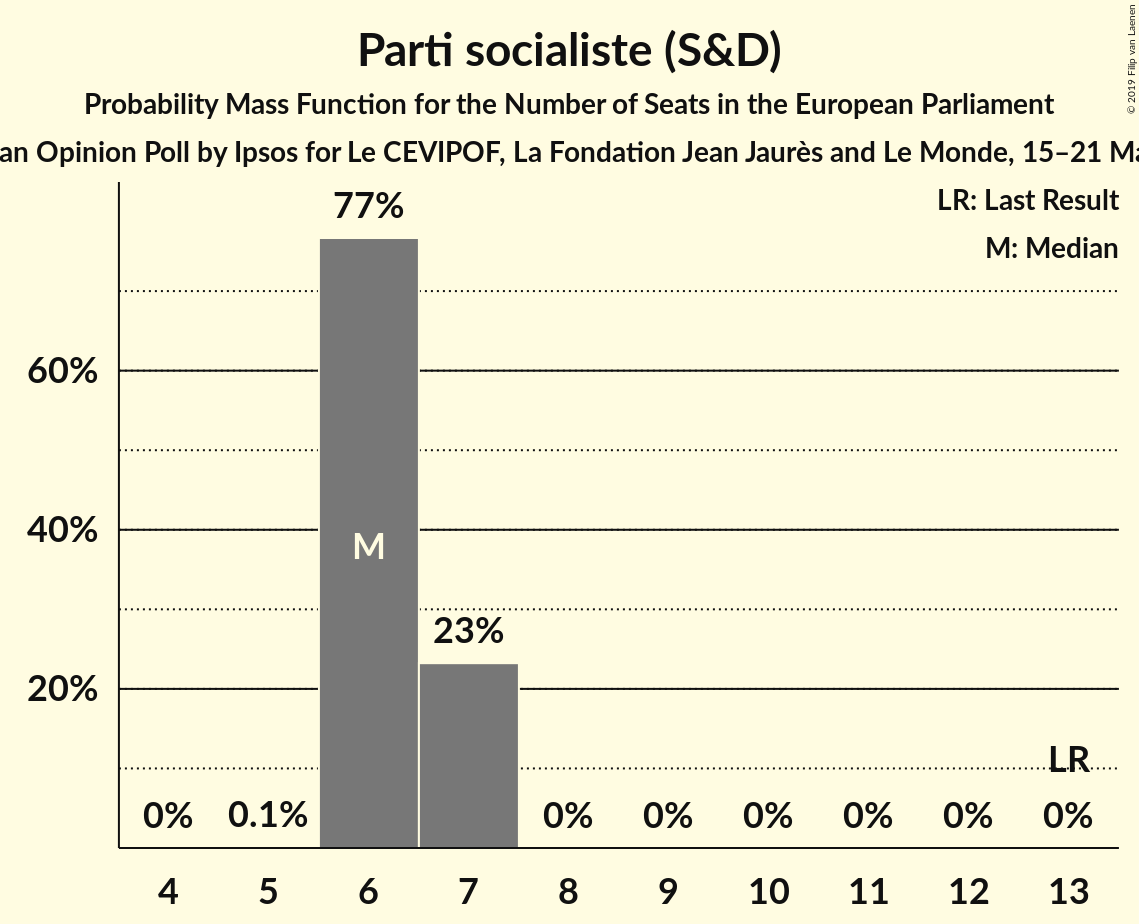 Parti socialiste (S&D)
Probability Mass Function for the Number of Seats in the European Parliament
an Opinion Poll by Ipsos for Le CEVIPOF, La Fondation Jean Jaurès and Le Monde, 15–21
© 2019 Filip van Laenen
LR: Last Result
M: Median
77%
60%
40%
M
23%
20%
LR
0% 0.1% 0% 0% 0% 0% 0% 0%
4 5 6 7 8 9 10 11 12 13